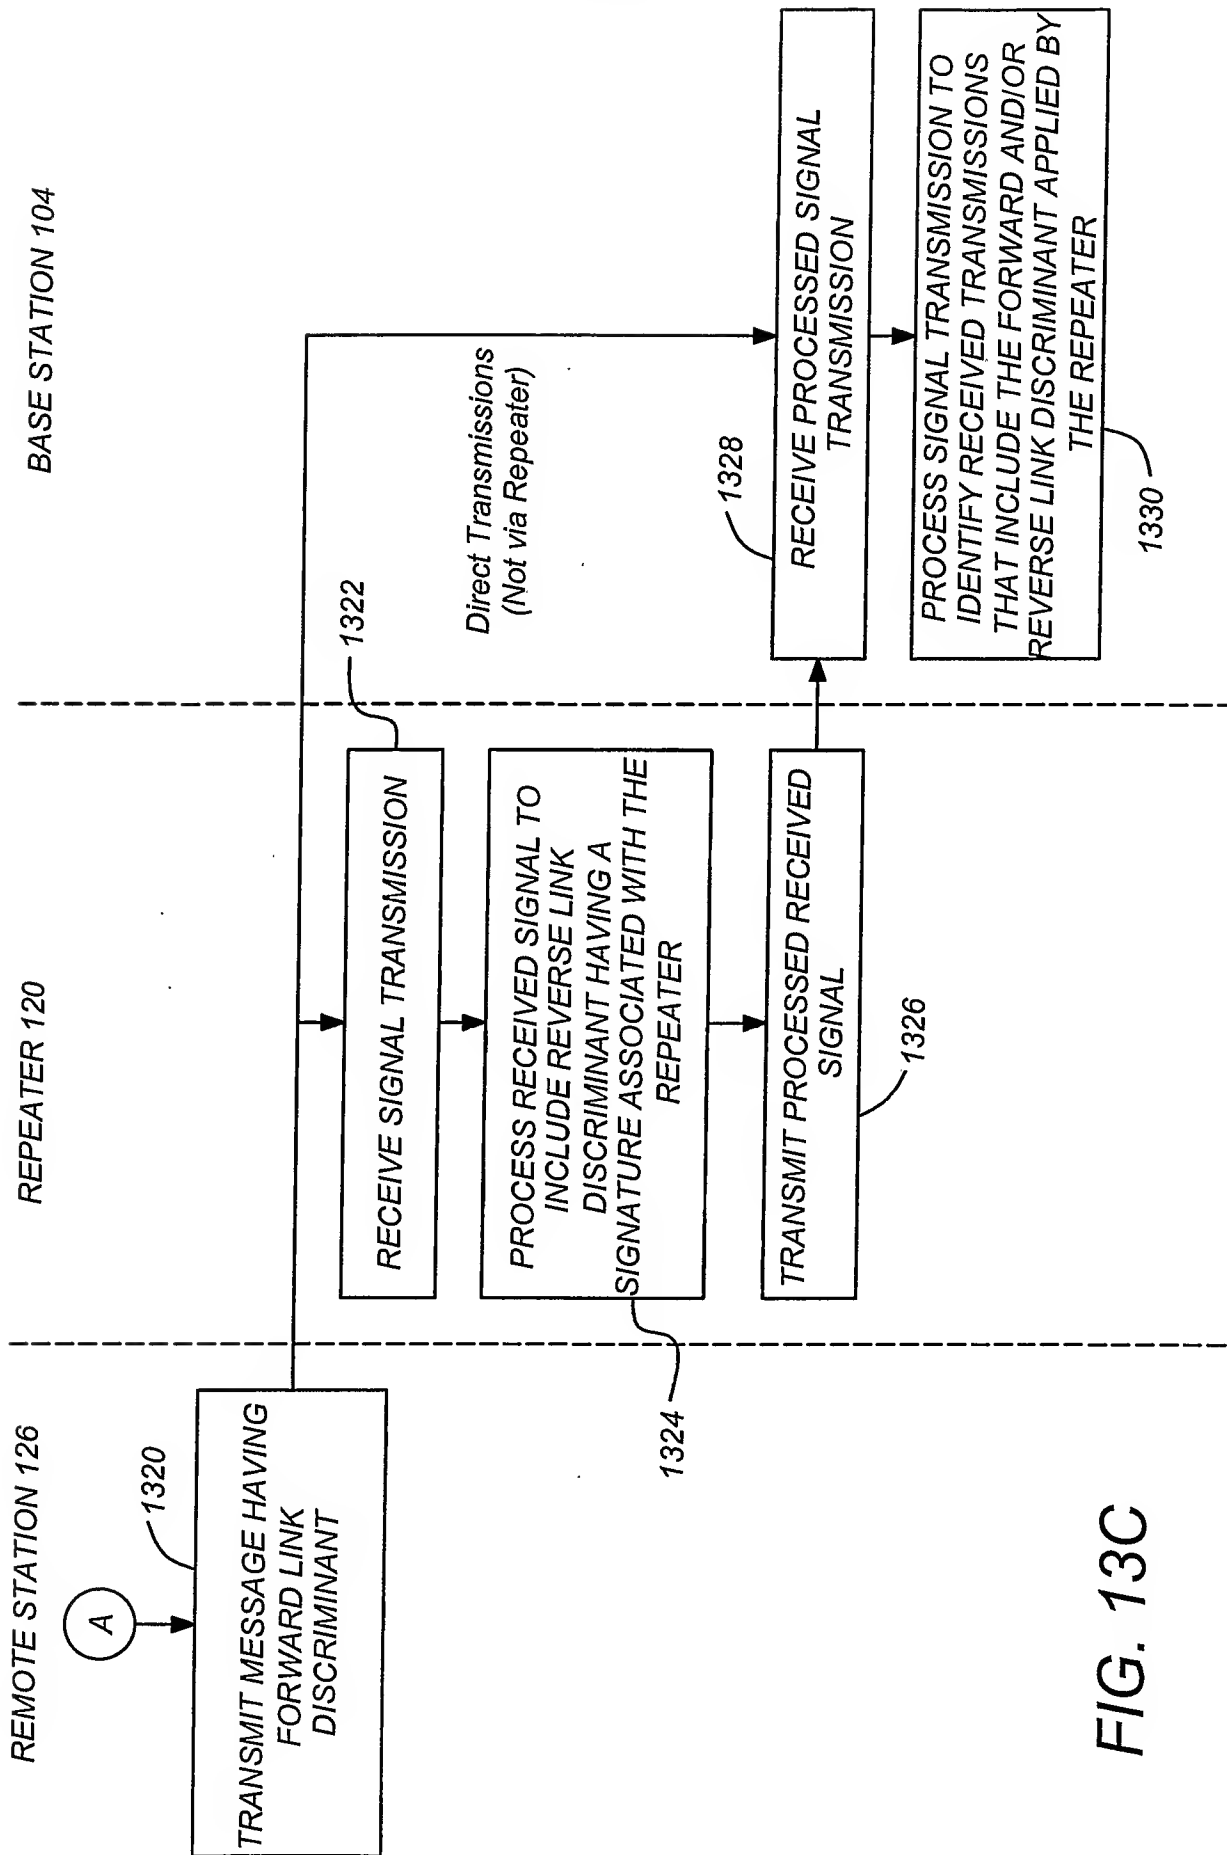 REMOTE STATION 126
REPEATER 120
BASE STATION 104
A
1320
TRANSMIT MESSAGE HAVING
FORWARD LINK
DISCRIMINANT
Direct Transmissions
(Not via Repeater)
1322
RECEIVE SIGNAL TRANSMISSION
PROCESS RECEIVED SIGNAL TO
INCLUDE REVERSE LINK
DISCRIMINANT HAVING A
SIGNATURE ASSOCIATED WITH THE
REPEATER
1324
TRANSMIT PROCESSED RECEIVED
SIGNAL
1326
1328
RECEIVE PROCESSED SIGNAL
TRANSMISSION
PROCESS SIGNAL TRANSMISSION TO
IDENTIFY RECEIVED TRANSMISSIONS
THAT INCLUDE THE FORWARD AND/OR
REVERSE LINK DISCRIMINANT APPLIED BY
THE REPEATER
1330
FIG. 13C